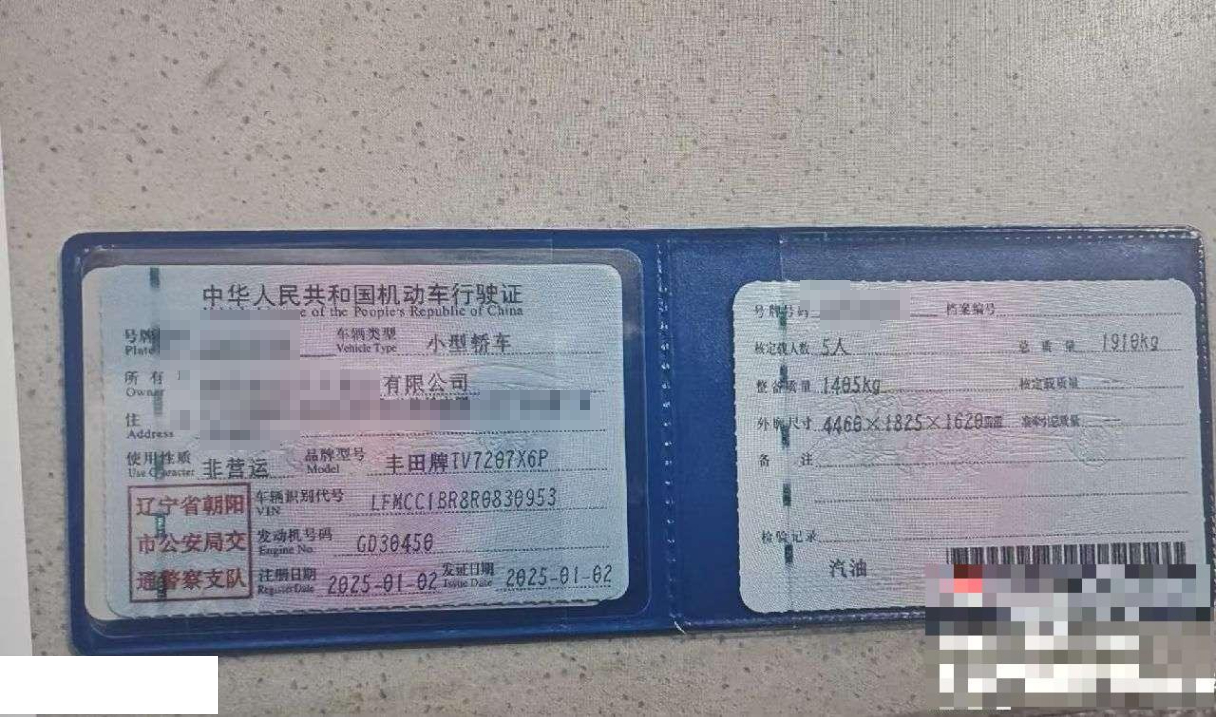 中华人民共和国机动车行驶证
of the People's Republic of China
号牌
Plate
车辆类型
Vehicle Type
小型轿车
所有
Owner
有限公司
住
Address
使用性质
Use Character
非营运
品牌型号
Model
丰田牌TV7207X6P
辽宁省朝阳
市公安局交
通警察支队
车辆识别代号
VIN
LFMCC1BR8R0830953
发动机号码
Engine No.
GD30450
注册日期
Register Date
2025-01-02
发证日期
Issue Date
2025-01-02
号牌号码
档案编号
核定载人数 5人
总质量 1910kg
整备质量 1405kg
核定载质量 --
外廓尺寸 4460×1825×1620mm
准牵引总质量 --
备注
检验记录
汽油